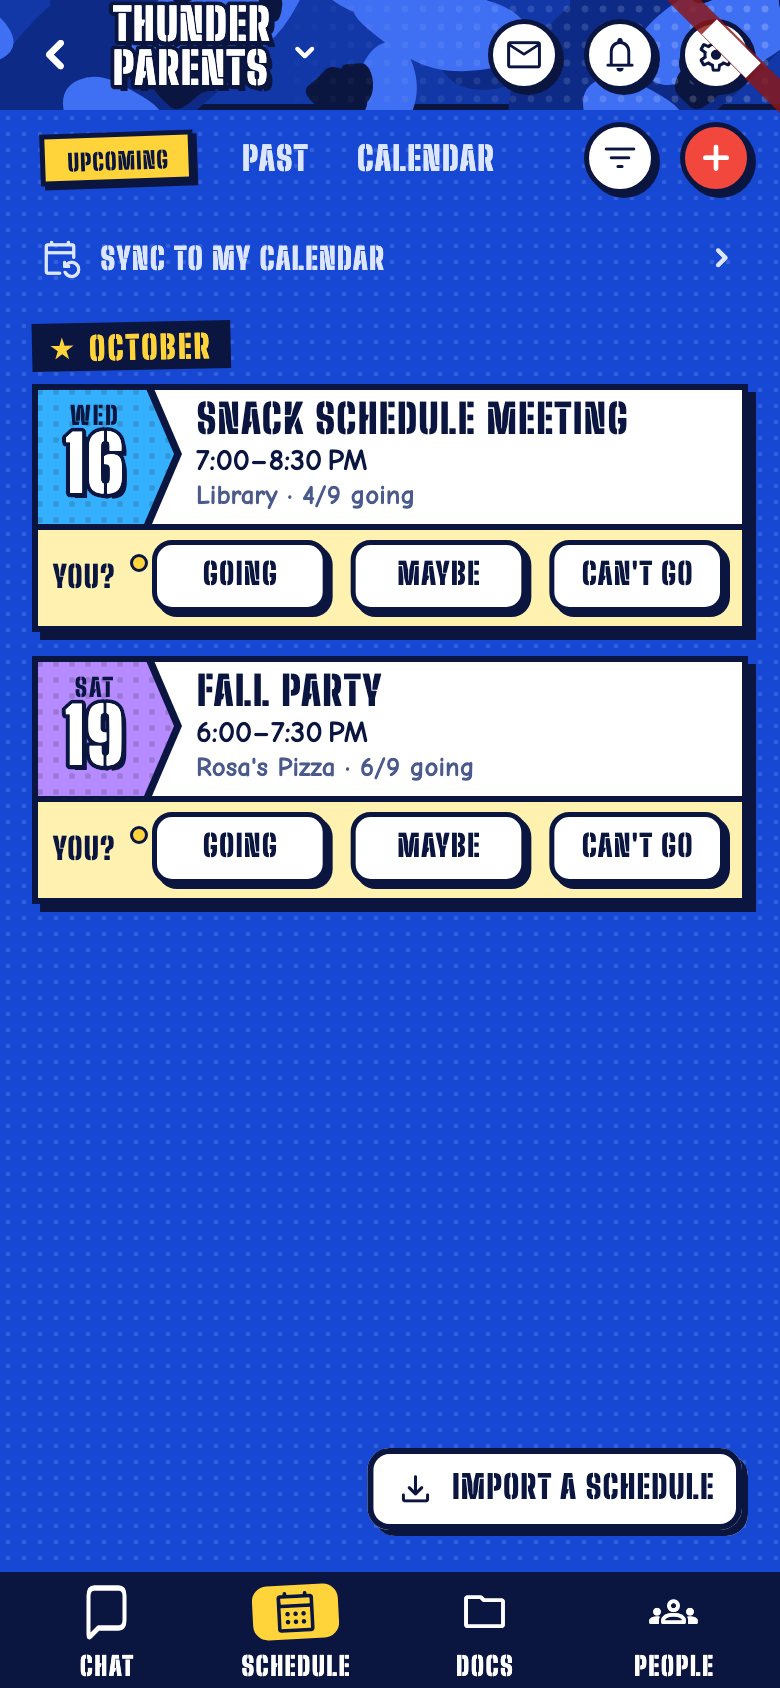 THUNDER
PARENTS
UPCOMING
PAST
CALENDAR
SYNC TO MY CALENDAR
★ OCTOBER
WED
16
SNACK SCHEDULE MEETING
7:00–8:30 PM
Library · 4/9 going
YOU?
GOING
MAYBE
CAN'T GO
SAT
19
FALL PARTY
6:00–7:30 PM
Rosa's Pizza · 6/9 going
YOU?
GOING
MAYBE
CAN'T GO
IMPORT A SCHEDULE
CHAT
SCHEDULE
DOCS
PEOPLE